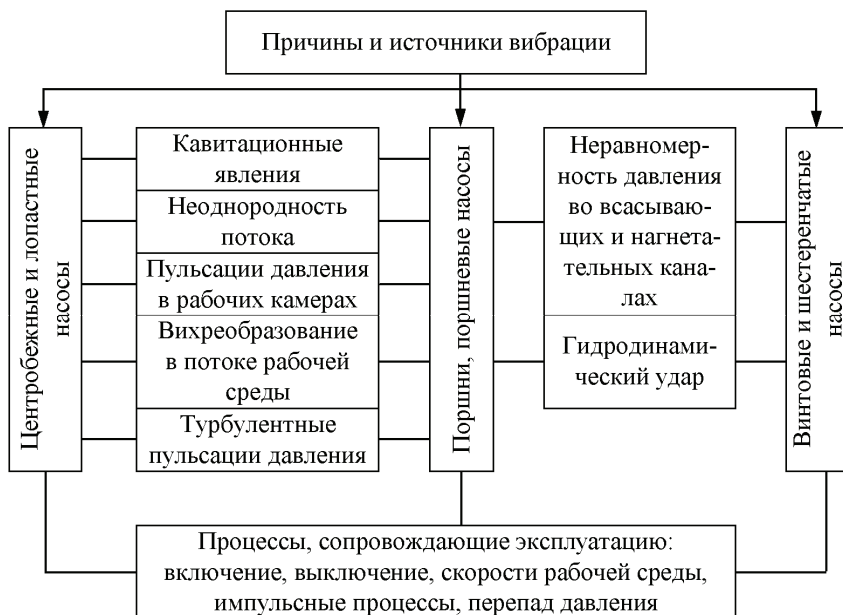 Причины и источники вибрации
Центробежные и лопастные
насосы
Кавитационные
явления
Неоднородность
потока
Пульсации давления
в рабочих камерах
Вихреобразование
в потоке рабочей
среды
Турбулентные
пульсации давления
Поршни, поршневые насосы
Неравномер-
ность давления
во всасываю-
щих и нагнета-
тельных кана-
лах
Гидродинами-
ческий удар
Винтовые и шестеренчатые
насосы
Процессы, сопровождающие эксплуатацию:
включение, выключение, скорости рабочей среды,
импульсные процессы, перепад давления